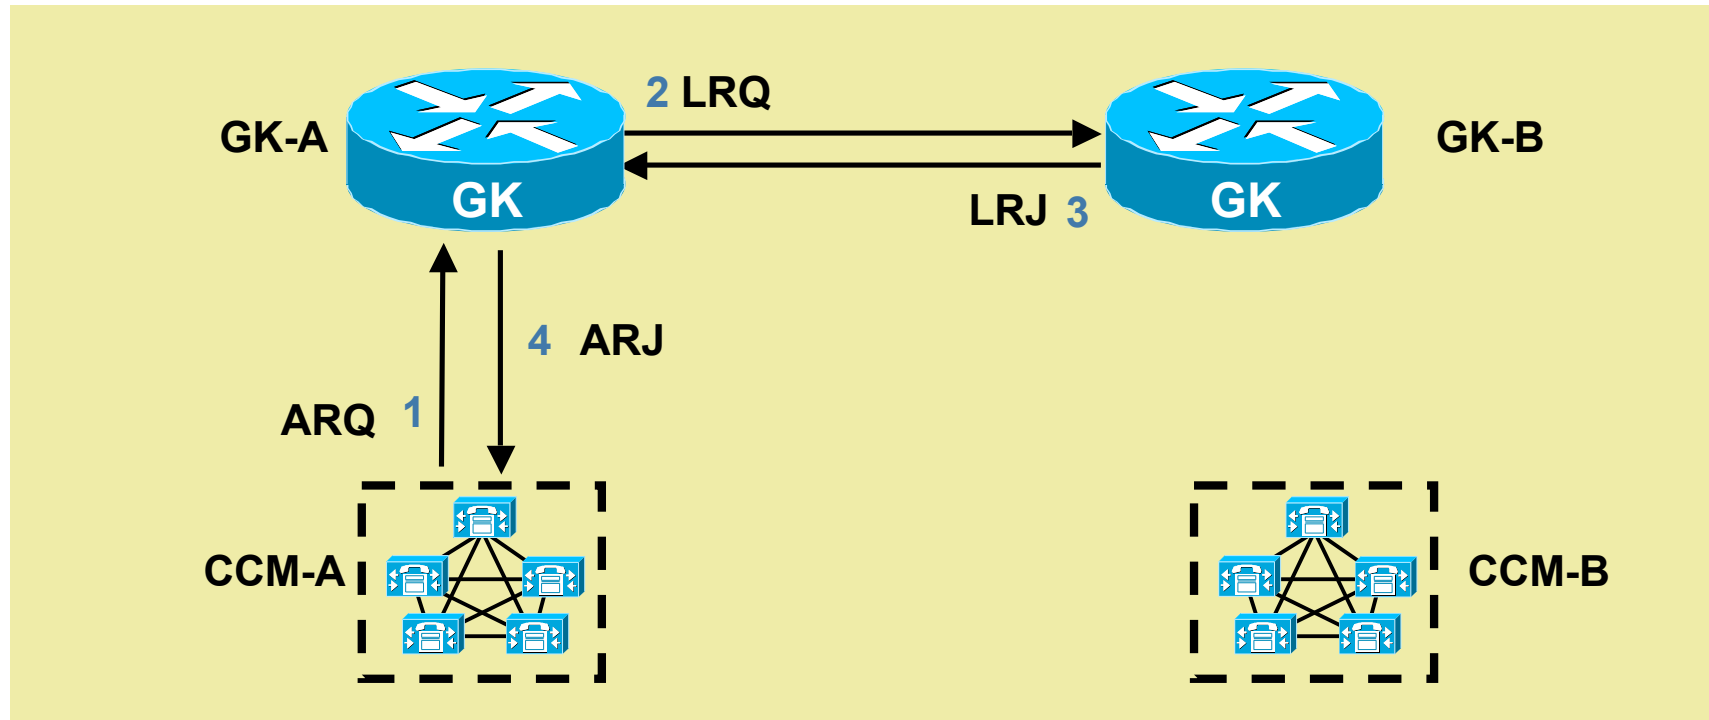 2 LRQ
GK-A
GK-B
GK
GK
LRJ 3
4 ARJ
ARQ 1
CCM-A
CCM-B